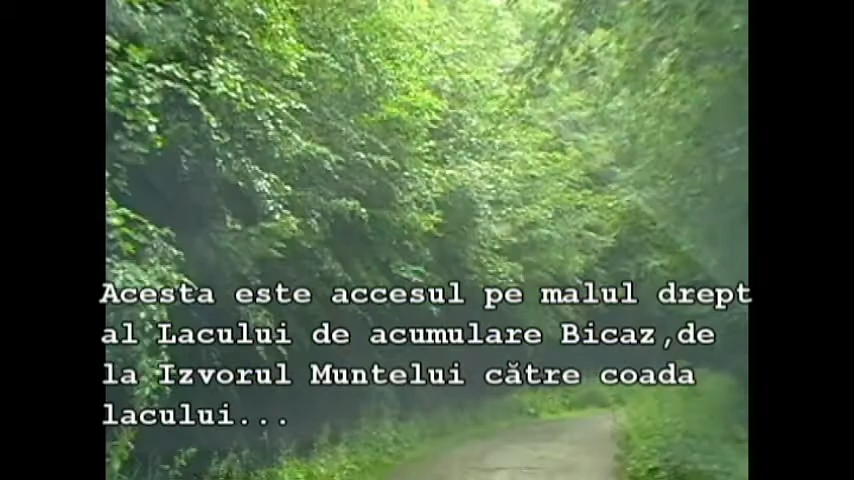 Acesta este accesul pe malul drept
al Lacului de acumulare Bicaz,de
la Izvorul Muntelui către coada
lacului...